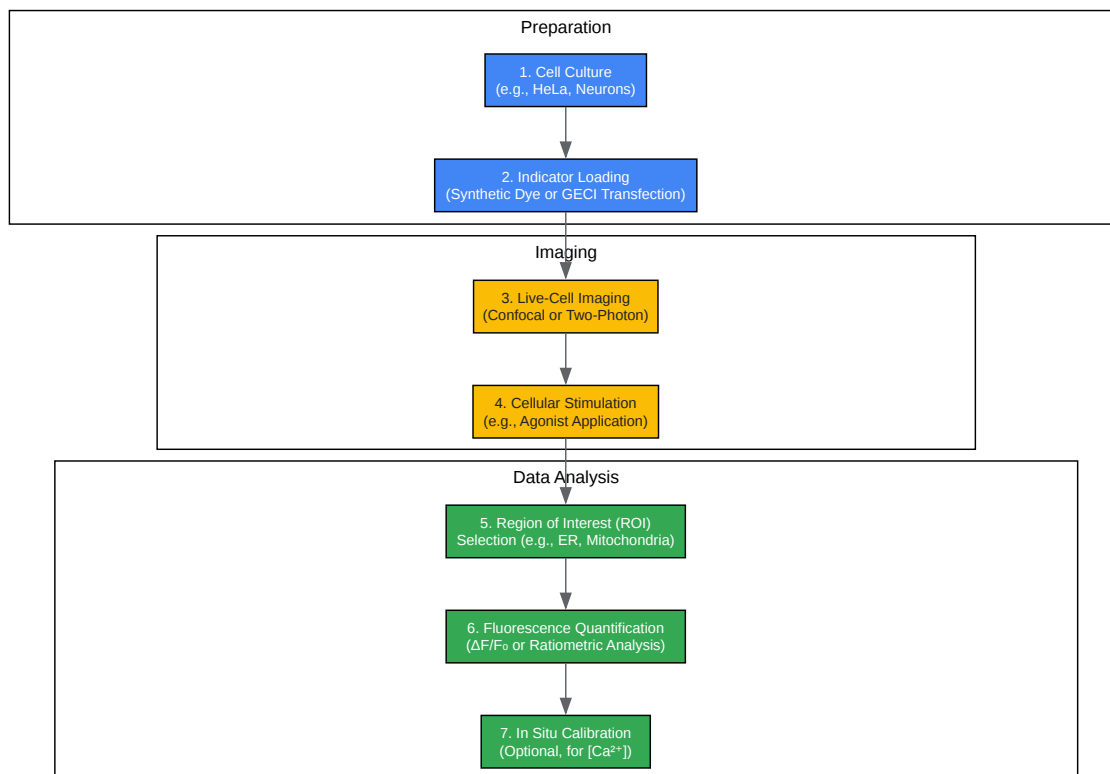 Preparation
1. Cell Culture
(e.g., HeLa, Neurons)
2. Indicator Loading
(Synthetic Dye or GECI Transfection)
Imaging
3. Live-Cell Imaging
(Confocal or Two-Photon)
4. Cellular Stimulation
(e.g., Agonist Application)
Data Analysis
5. Region of Interest (ROI)
Selection (e.g., ER, Mitochondria)
6. Fluorescence Quantification
(ΔF/F₀ or Ratiometric Analysis)
7. In Situ Calibration
(Optional, for [Ca²⁺])